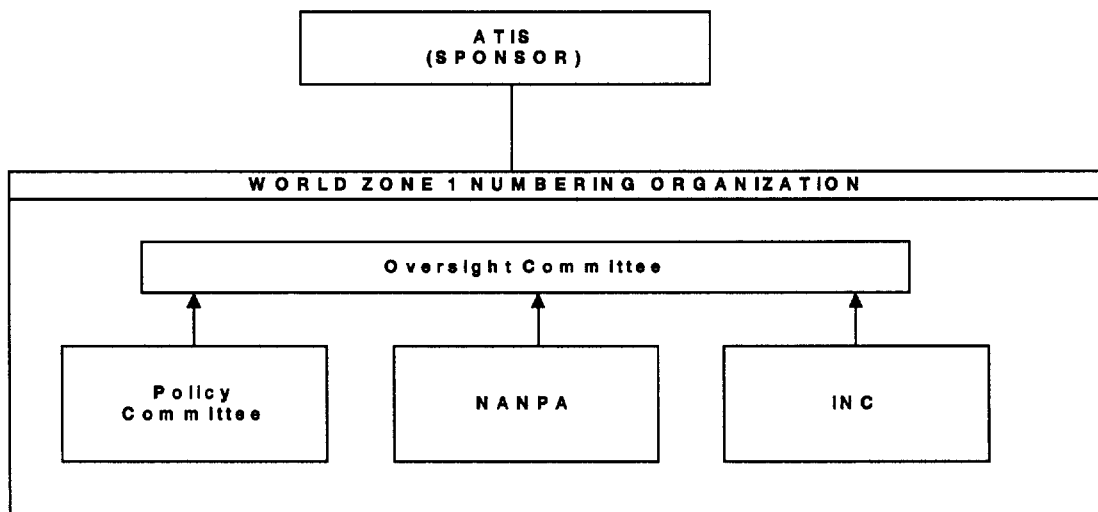 ATIS
(SPONSOR)
WORLD ZONE 1 NUMBERING ORGANIZATION
Oversight Committee
Policy
Committee
NANPA
INC